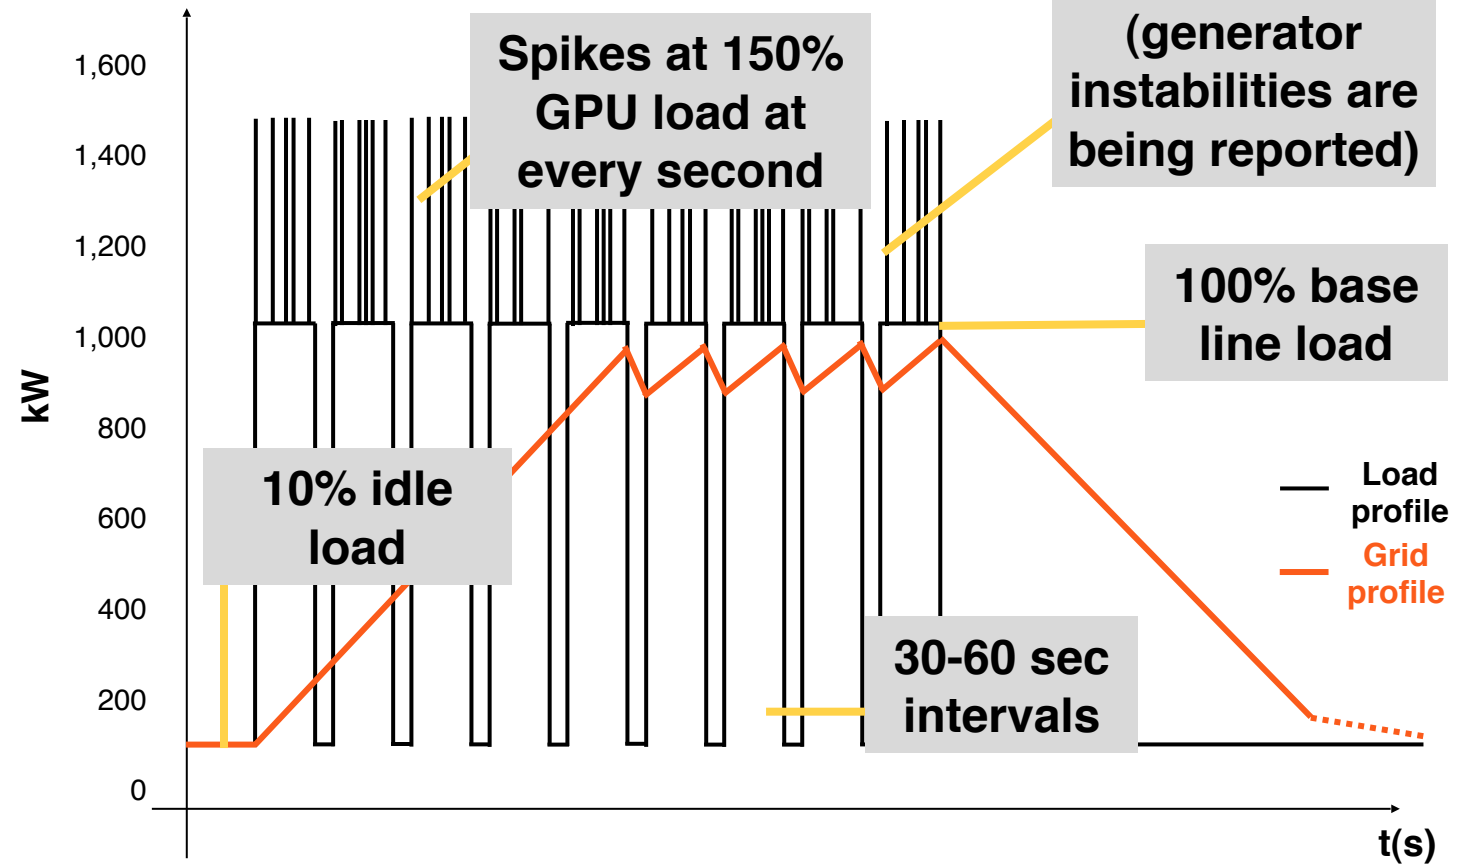 Spikes at 150%
GPU load at
every second
(generator
instabilities are
being reported)
100% base
line load
10% idle
load
30-60 sec
intervals
Load
profile
Grid
profile
kW
1,600
1,400
1,200
1,000
800
600
400
200
0
t(s)